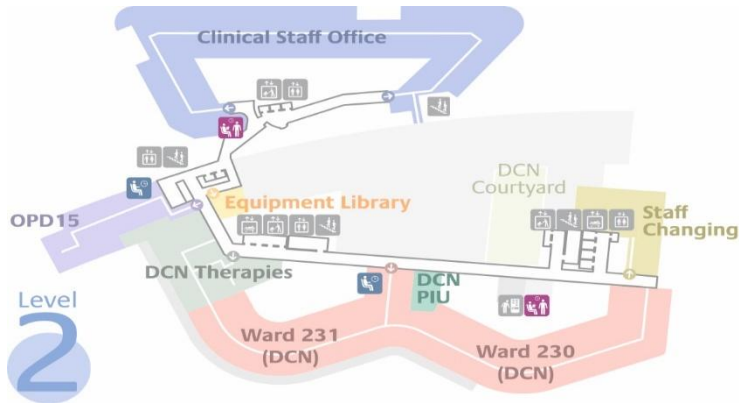 Clinical Staff Office
DCN
Courtyard
OPD15
Equipment Library
Staff
Changing
DCN Therapies
DCN
PIU
Level
2
Ward 231
(DCN)
Ward 230
(DCN)